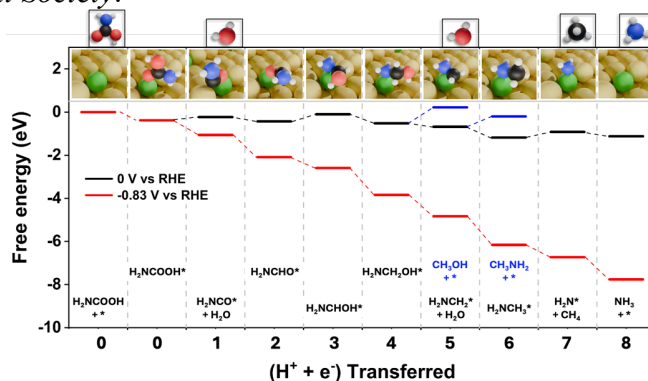 a Society.
2
0
-2
-4
-6
-8
-10
Free energy (eV)
0 V vs RHE
-0.83 V vs RHE
H₂NCOOH
+ *
H₂NCOOH*
H₂NCO*
+ H₂O
H₂NCHO*
H₂NCHOH*
H₂NCH₂OH*
CH₃OH
+ *
H₂NCH₂*
+ H₂O
CH₃NH₂
+ *
H₂NCH₃*
H₂N*
+ CH₄
NH₃
+ *
0 0 1 2 3 4 5 6 7 8
(H⁺ + e⁻) Transferred